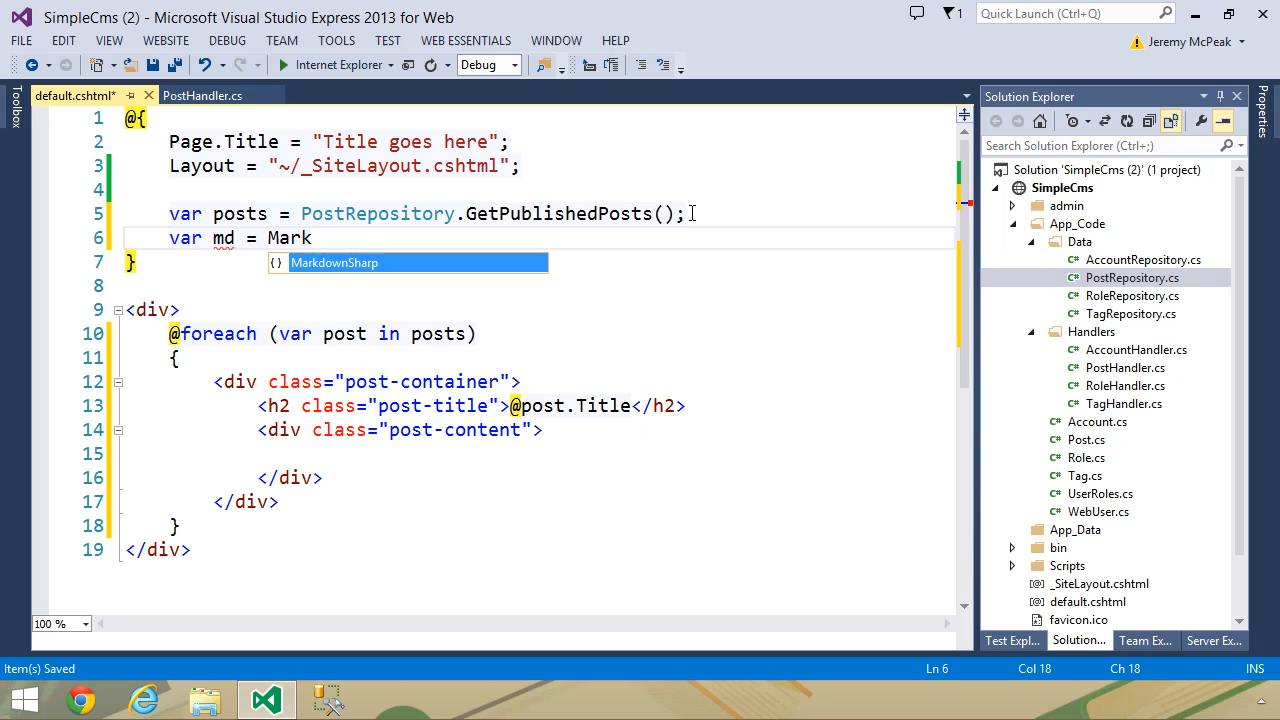 SimpleCms (2) - Microsoft Visual Studio Express 2013 for Web
1
Quick Launch (Ctrl+Q)
FILE EDIT VIEW WEBSITE DEBUG TEAM TOOLS TEST WEB ESSENTIALS WINDOW HELP
Jeremy McPeak
Internet Explorer
Debug
Toolbox
default.cshtml*
PostHandler.cs
1 @{
2 Page.Title = "Title goes here";
3 Layout = "~/_SiteLayout.cshtml";
4
5 var posts = PostRepository.GetPublishedPosts();
6 var md = Mark
MarkdownSharp
7 }
8
9 <div>
10 @foreach (var post in posts)
11 {
12 <div class="post-container">
13 <h2 class="post-title">@post.Title</h2>
14 <div class="post-content">
15
16 </div>
17 </div>
18 }
19 </div>
100 %
Solution Explorer
Search Solution Explorer (Ctrl+;)
Solution 'SimpleCms (2)' (1 project)
SimpleCms
admin
App_Code
Data
AccountRepository.cs
PostRepository.cs
RoleRepository.cs
TagRepository.cs
Handlers
AccountHandler.cs
PostHandler.cs
RoleHandler.cs
TagHandler.cs
Account.cs
Post.cs
Role.cs
Tag.cs
UserRoles.cs
WebUser.cs
App_Data
bin
Scripts
_SiteLayout.cshtml
default.cshtml
favicon.ico
Test Expl... Solution... Team Ex... Server Ex...
Properties
Item(s) Saved
Ln 6
Col 18
Ch 18
INS